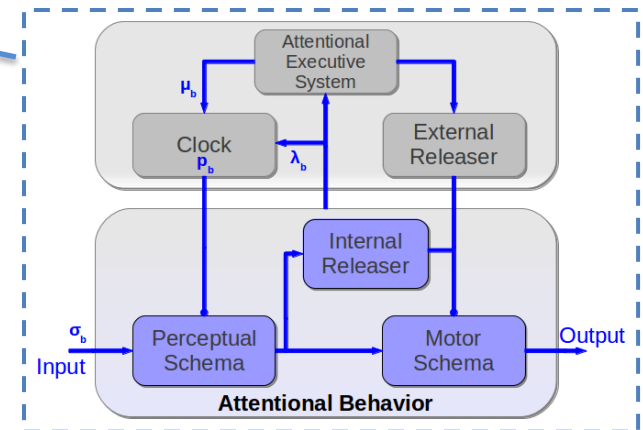 Attentional
Executive
System
μb
Clock
pb
λb
External
Releaser
Internal
Releaser
σb
Input
Perceptual
Schema
Motor
Schema
Output
Attentional Behavior